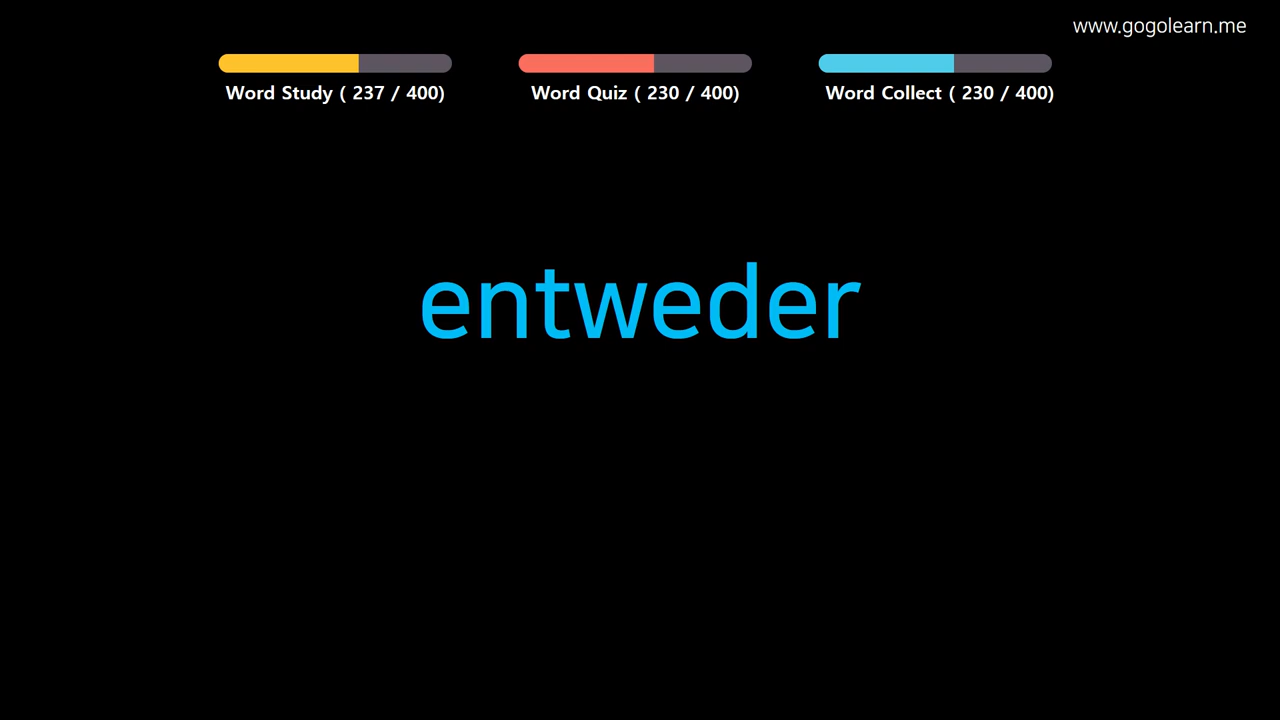 www.gogolearn.me
Word Study ( 237 / 400)
Word Quiz ( 230 / 400)
Word Collect ( 230 / 400)
entweder